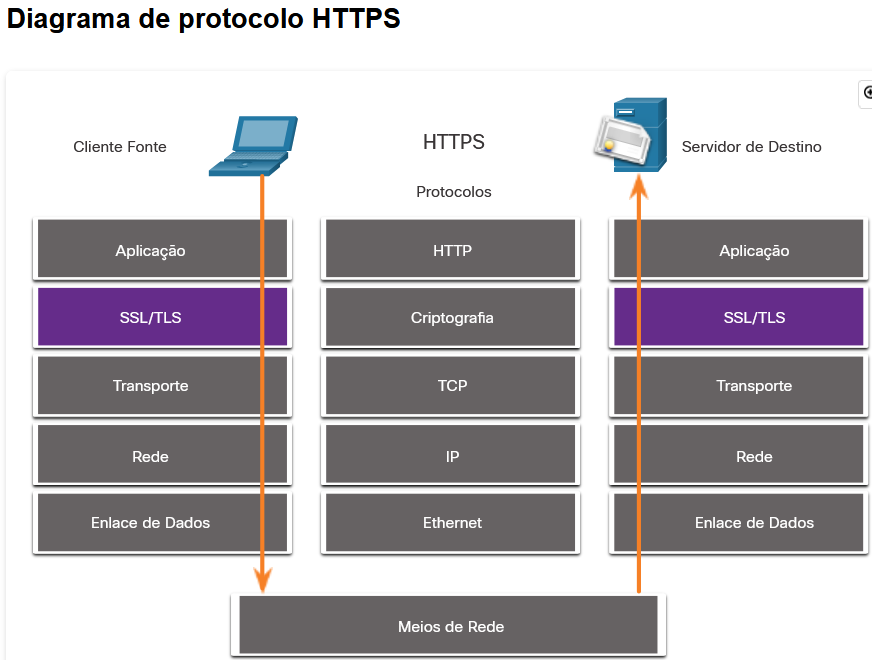 Diagrama de protocolo HTTPS
Cliente Fonte
HTTPS
Servidor de Destino
Protocolos
Aplicação
HTTP
Aplicação
SSL/TLS
Criptografia
SSL/TLS
Transporte
TCP
Transporte
Rede
IP
Rede
Enlace de Dados
Ethernet
Enlace de Dados
Meios de Rede